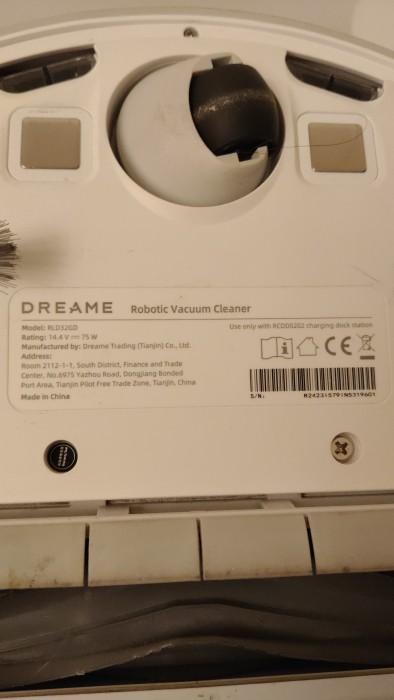 DREAME Robotic Vacuum Cleaner
Model: RLD32GD Use only with RCDD0202 charging dock station
Rating: 14.4 V ⎓ 75 W
Manufactured by: Dreame Trading (Tianjin) Co., Ltd.
Address:
Room 2112-1-1, South District, Finance and Trade
Center, No.6975 Yazhou Road, Dongjiang Bonded
Port Area, Tianjin Pilot Free Trade Zone, Tianjin, China
Made in China
CE
S/N: